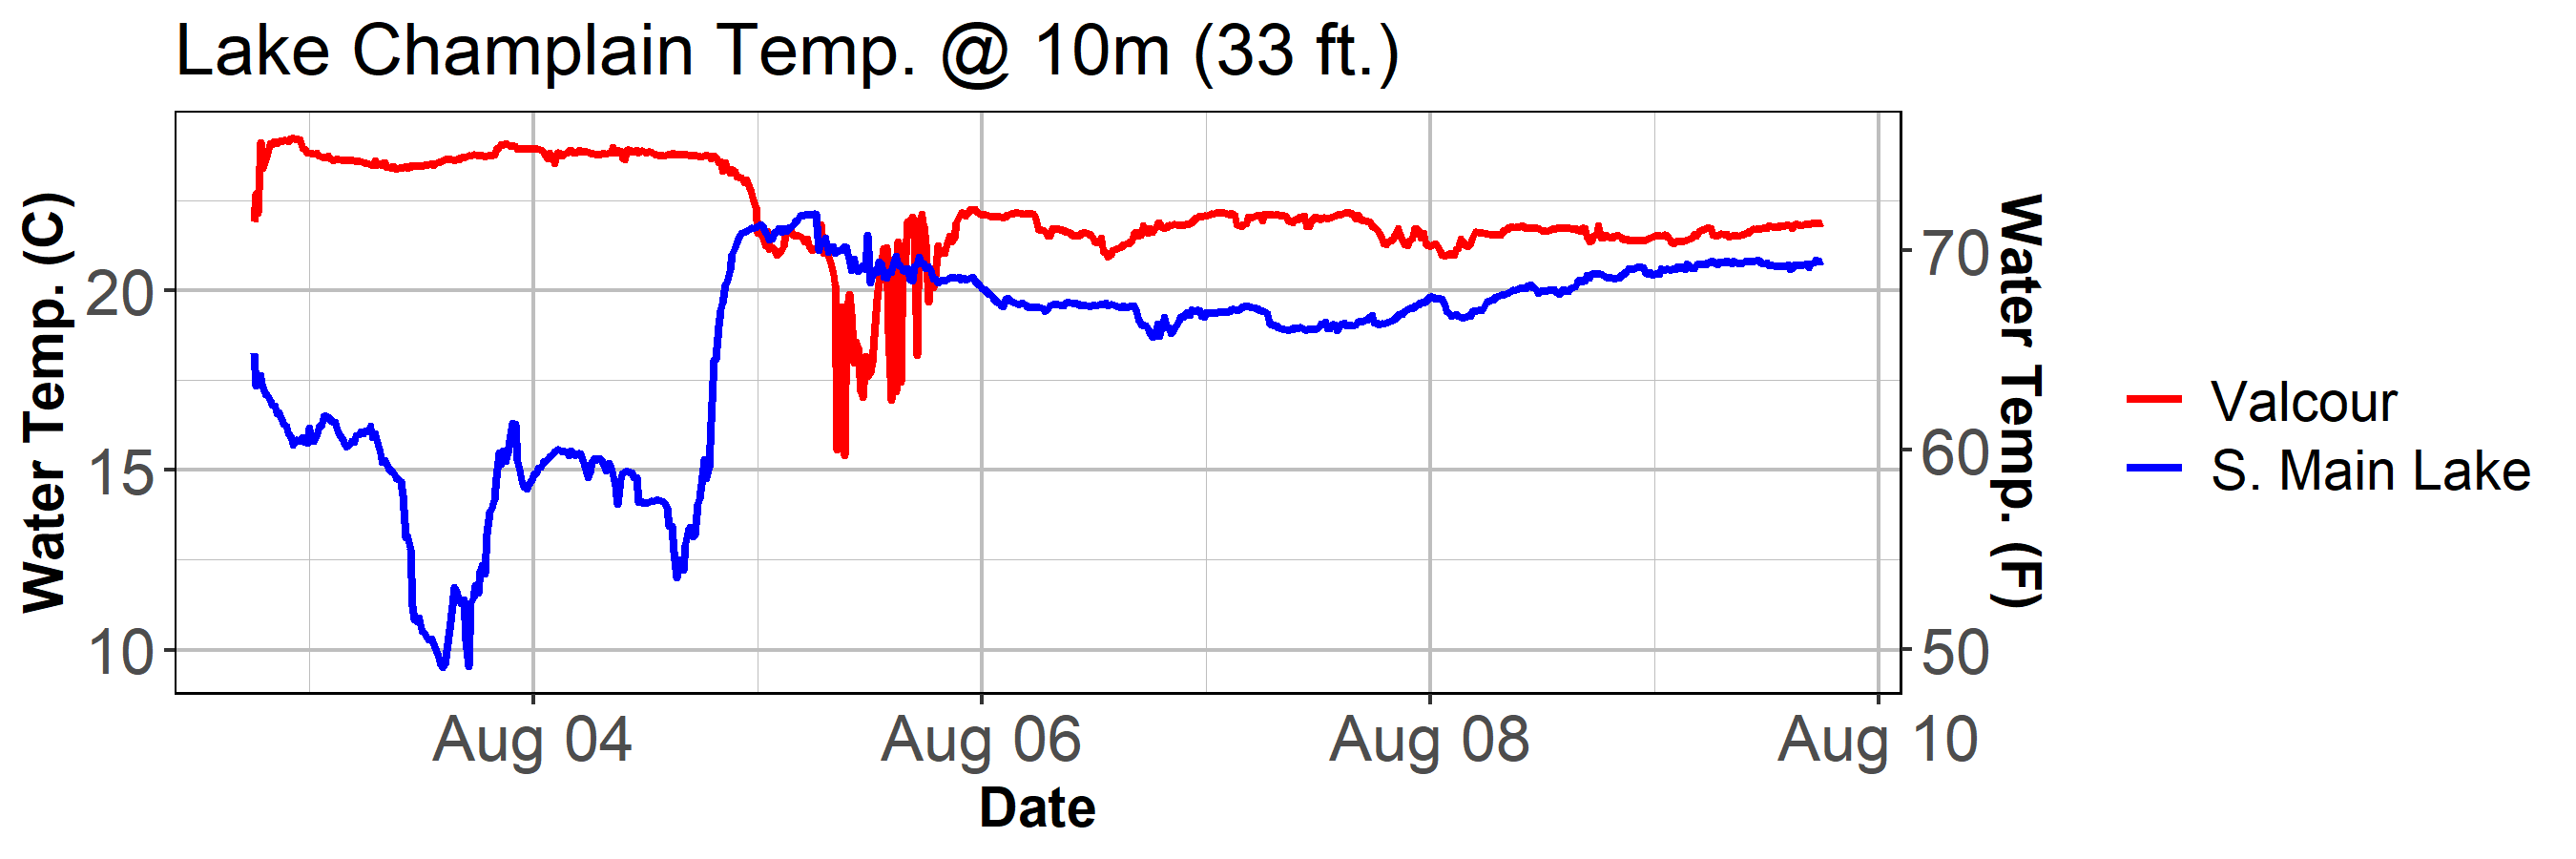 Lake Champlain Temp. @ 10m (33 ft.)
Water Temp. (C)
20
15
10
70
60
50
Water Temp. (F)
Aug 04
Aug 06
Aug 08
Aug 10
Date
Valcour
S. Main Lake